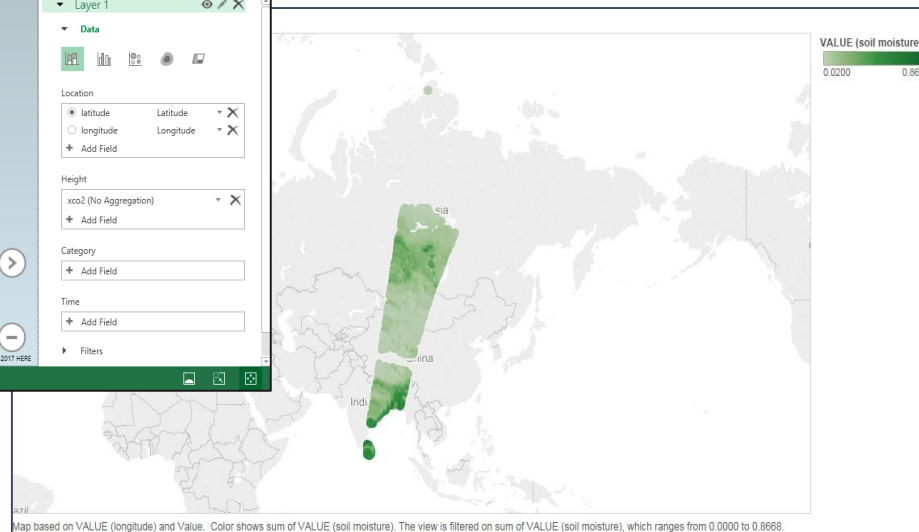 Layer 1
Data
Location
latitude Latitude
longitude Longitude
+ Add Field
Height
xco2 (No Aggregation)
+ Add Field
Category
+ Add Field
Time
+ Add Field
Filters
2017 HERE
VALUE (soil moisture
0.0200 0.86
sia
China
Indi
azil
Map based on VALUE (longitude) and Value. Color shows sum of VALUE (soil moisture). The view is filtered on sum of VALUE (soil moisture), which ranges from 0.0000 to 0.8668.